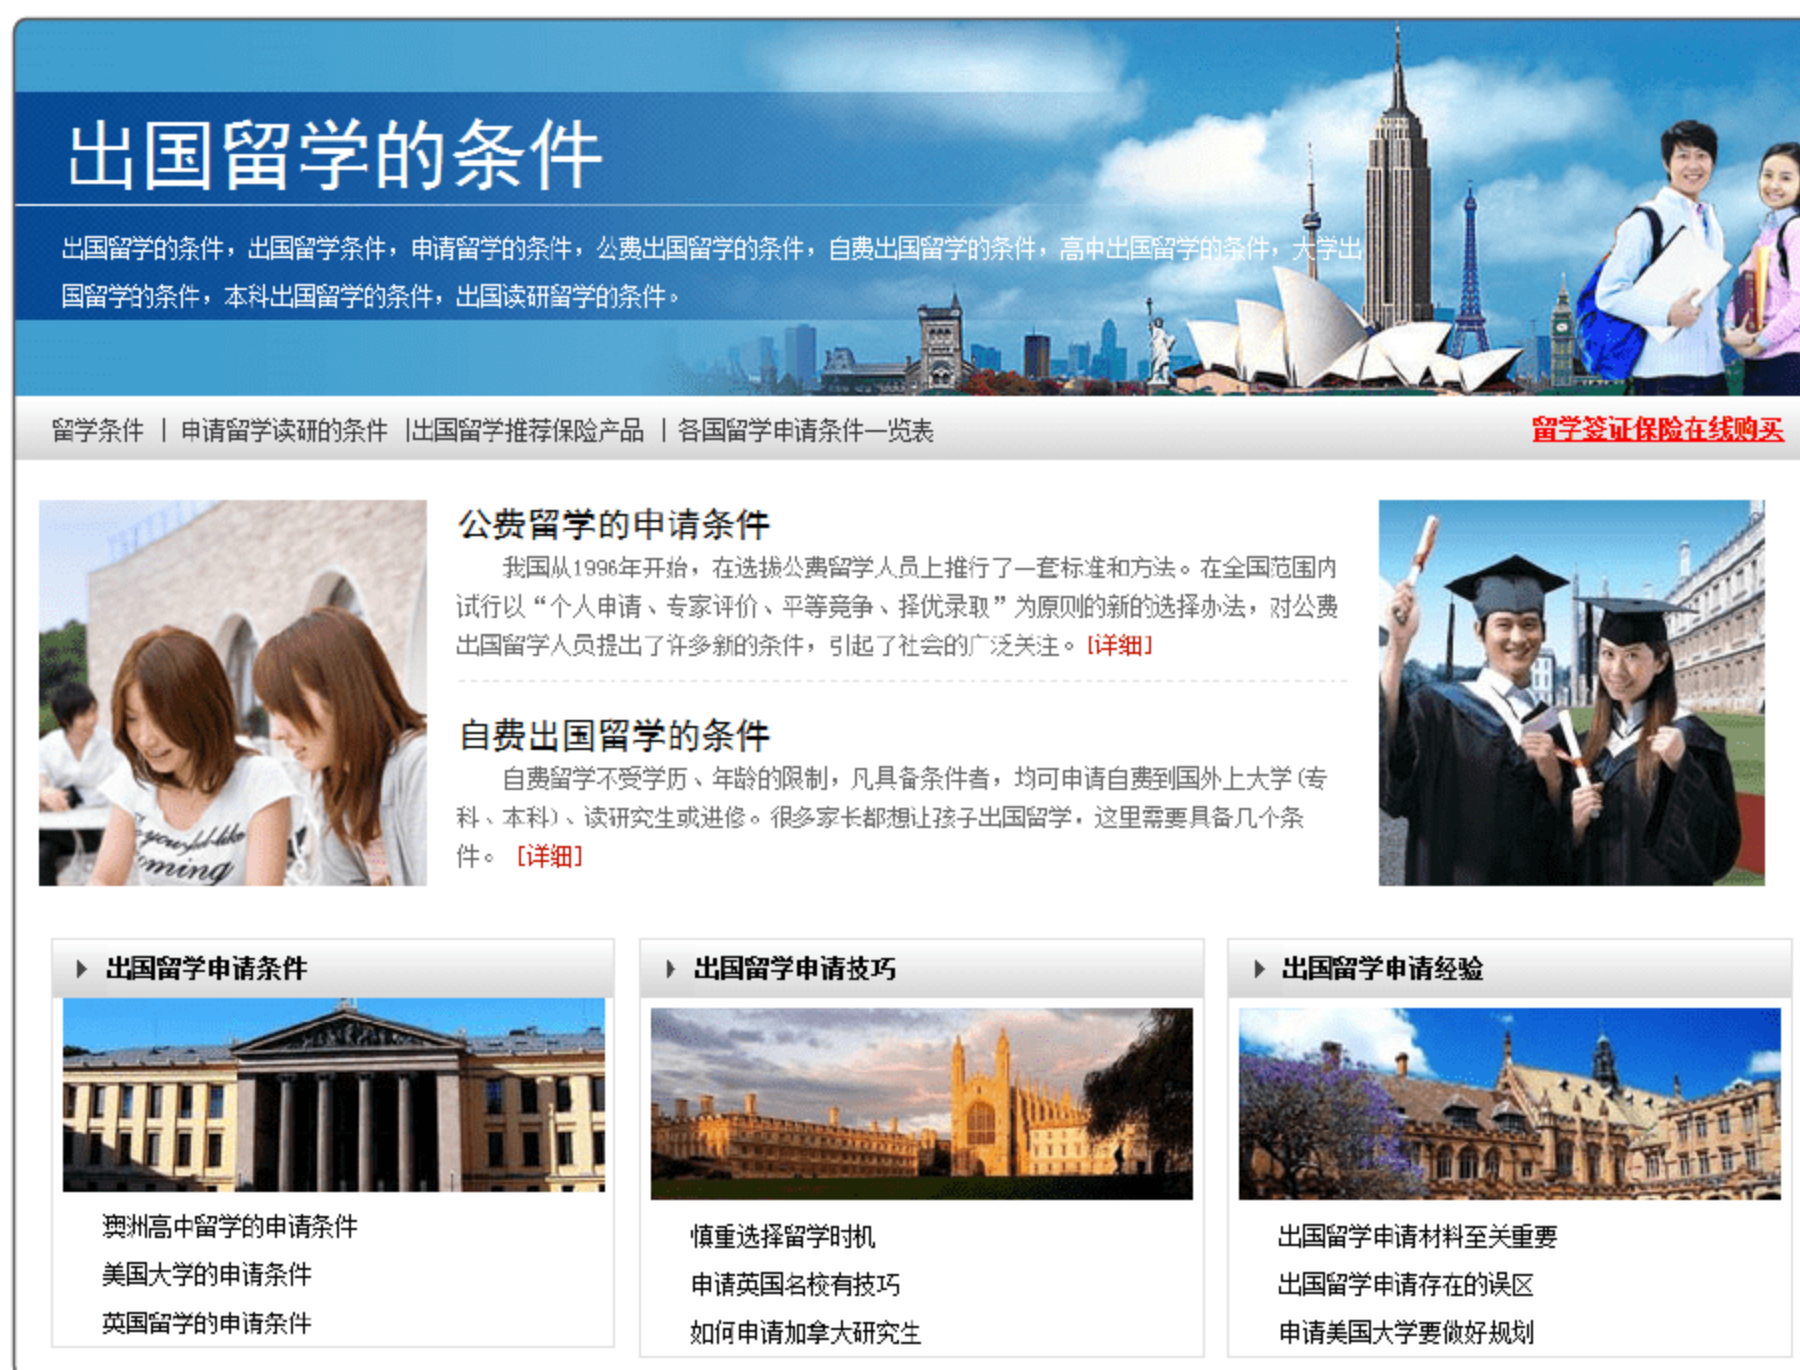 出国留学的条件
出国留学的条件，出国留学条件，申请留学的条件，公费出国留学的条件，自费出国留学的条件，高中出国留学的条件，大学出
国留学的条件，本科出国留学的条件，出国读研留学的条件。
留学条件 | 申请留学读研的条件 |出国留学推荐保险产品 | 各国留学申请条件一览表 留学签证保险在线购买
公费留学的申请条件
我国从1996年开始，在选拔公费留学人员上推行了一套标准和方法。在全国范围内
试行以“个人申请、专家评价、平等竞争、择优录取”为原则的新的选择办法，对公费
出国留学人员提出了许多新的条件，引起了社会的广泛关注。[详细]
自费出国留学的条件
自费留学不受学历、年龄的限制，凡具备条件者，均可申请自费到国外上大学(专
科、本科)、读研究生或进修。很多家长都想让孩子出国留学，这里需要具备几个条
件。 [详细]
出国留学申请条件
澳洲高中留学的申请条件
美国大学的申请条件
英国留学的申请条件
出国留学申请技巧
慎重选择留学时机
申请英国名校有技巧
如何申请加拿大研究生
出国留学申请经验
出国留学申请材料至关重要
出国留学申请存在的误区
申请美国大学要做好规划